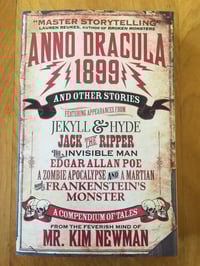 "MASTER STORYTELLING"
LAUREN BEUKES, AUTHOR OF BROKEN MONSTERS
ANNO DRACULA
1899
AND OTHER STORIES
FEATURING APPEARANCES FROM
JEKYLL & HYDE
JACK THE RIPPER
THE INVISIBLE MAN
EDGAR ALLAN POE
A ZOMBIE APOCALYPSE AND A MARTIAN
AND FRANKENSTEIN'S
MONSTER
A COMPENDIUM OF TALES
FROM THE FEVERISH MIND OF
MR. KIM NEWMAN